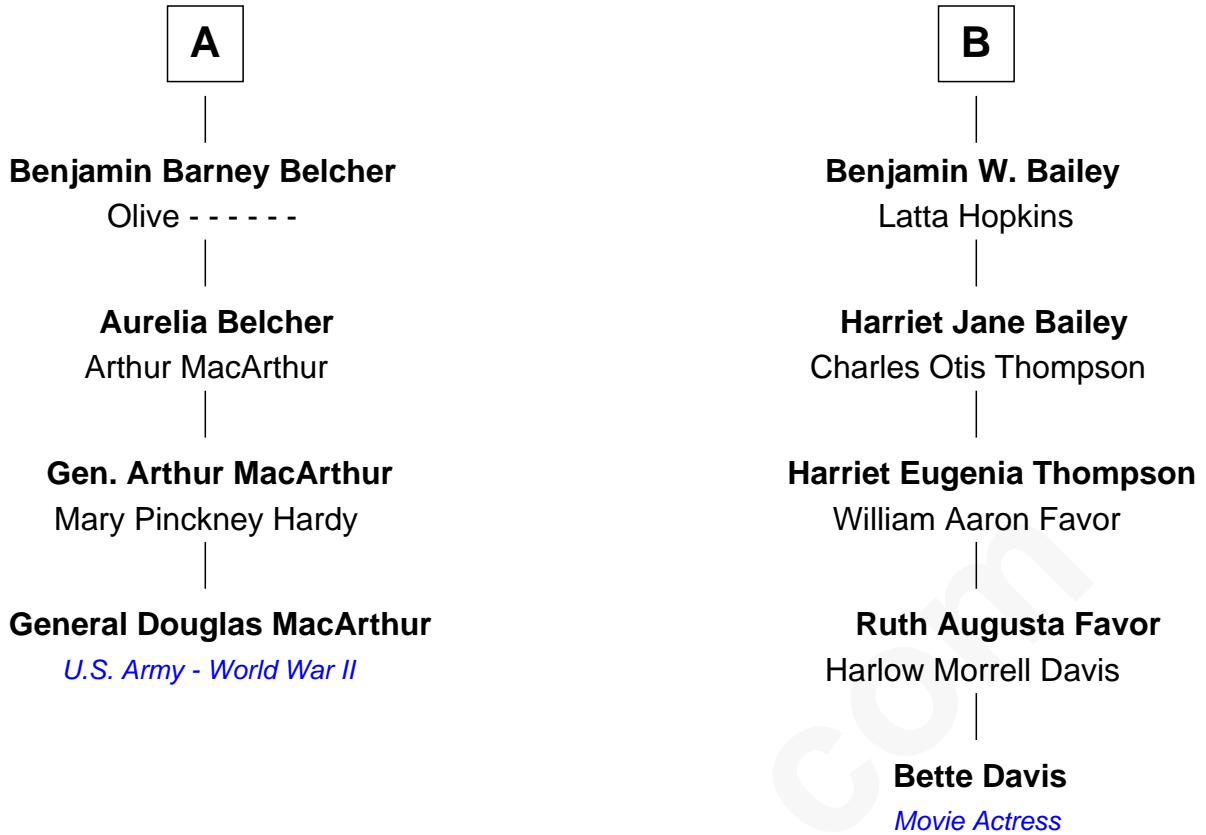 A
Benjamin Barney Belcher
Olive - - - - - -
Aurelia Belcher
Arthur MacArthur
Gen. Arthur MacArthur
Mary Pinckney Hardy
General Douglas MacArthur
U.S. Army - World War II
B
Benjamin W. Bailey
Latta Hopkins
Harriet Jane Bailey
Charles Otis Thompson
Harriet Eugenia Thompson
William Aaron Favor
Ruth Augusta Favor
Harlow Morrell Davis
Bette Davis
Movie Actress
com